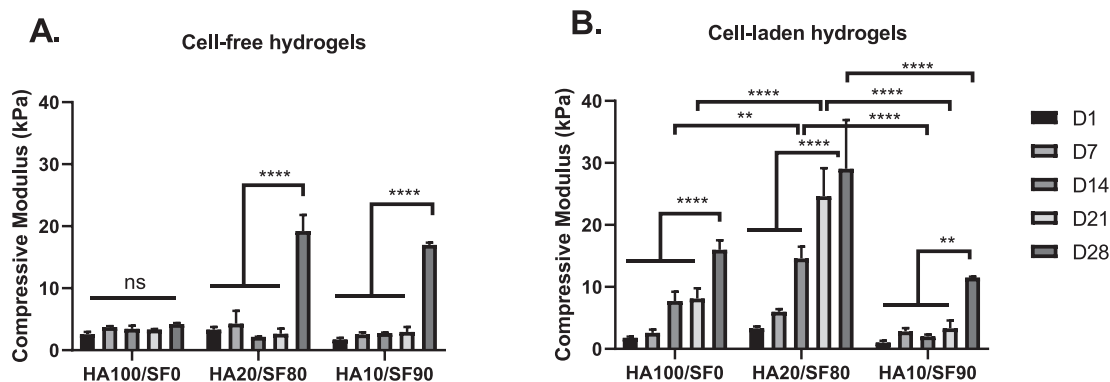 A.
Cell-free hydrogels
Compressive Modulus (kPa)
40
30
20
10
0
ns
****
****
HA100/SF0 HA20/SF80 HA10/SF90
B.
Cell-laden hydrogels
Compressive Modulus (kPa)
40
30
20
10
0
****
****
****
**
****
****
****
**
HA100/SF0 HA20/SF80 HA10/SF90
D1
D7
D14
D21
D28